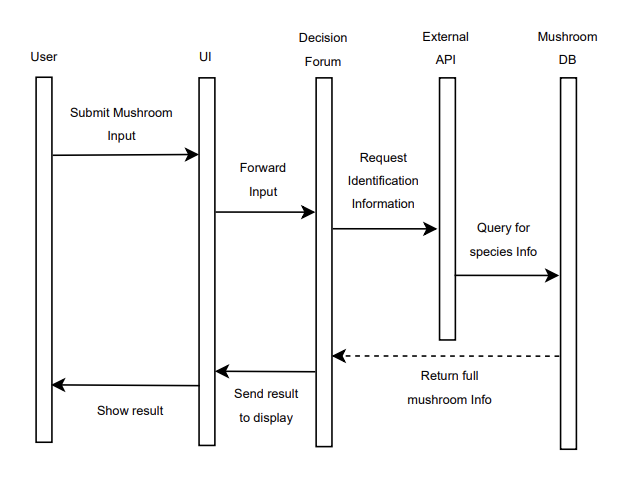 User
UI
Decision
Forum
External
API
Mushroom
DB
Submit Mushroom
Input
Forward
Input
Request
Identification
Information
Query for
species Info
Return full
mushroom Info
Send result
to display
Show result